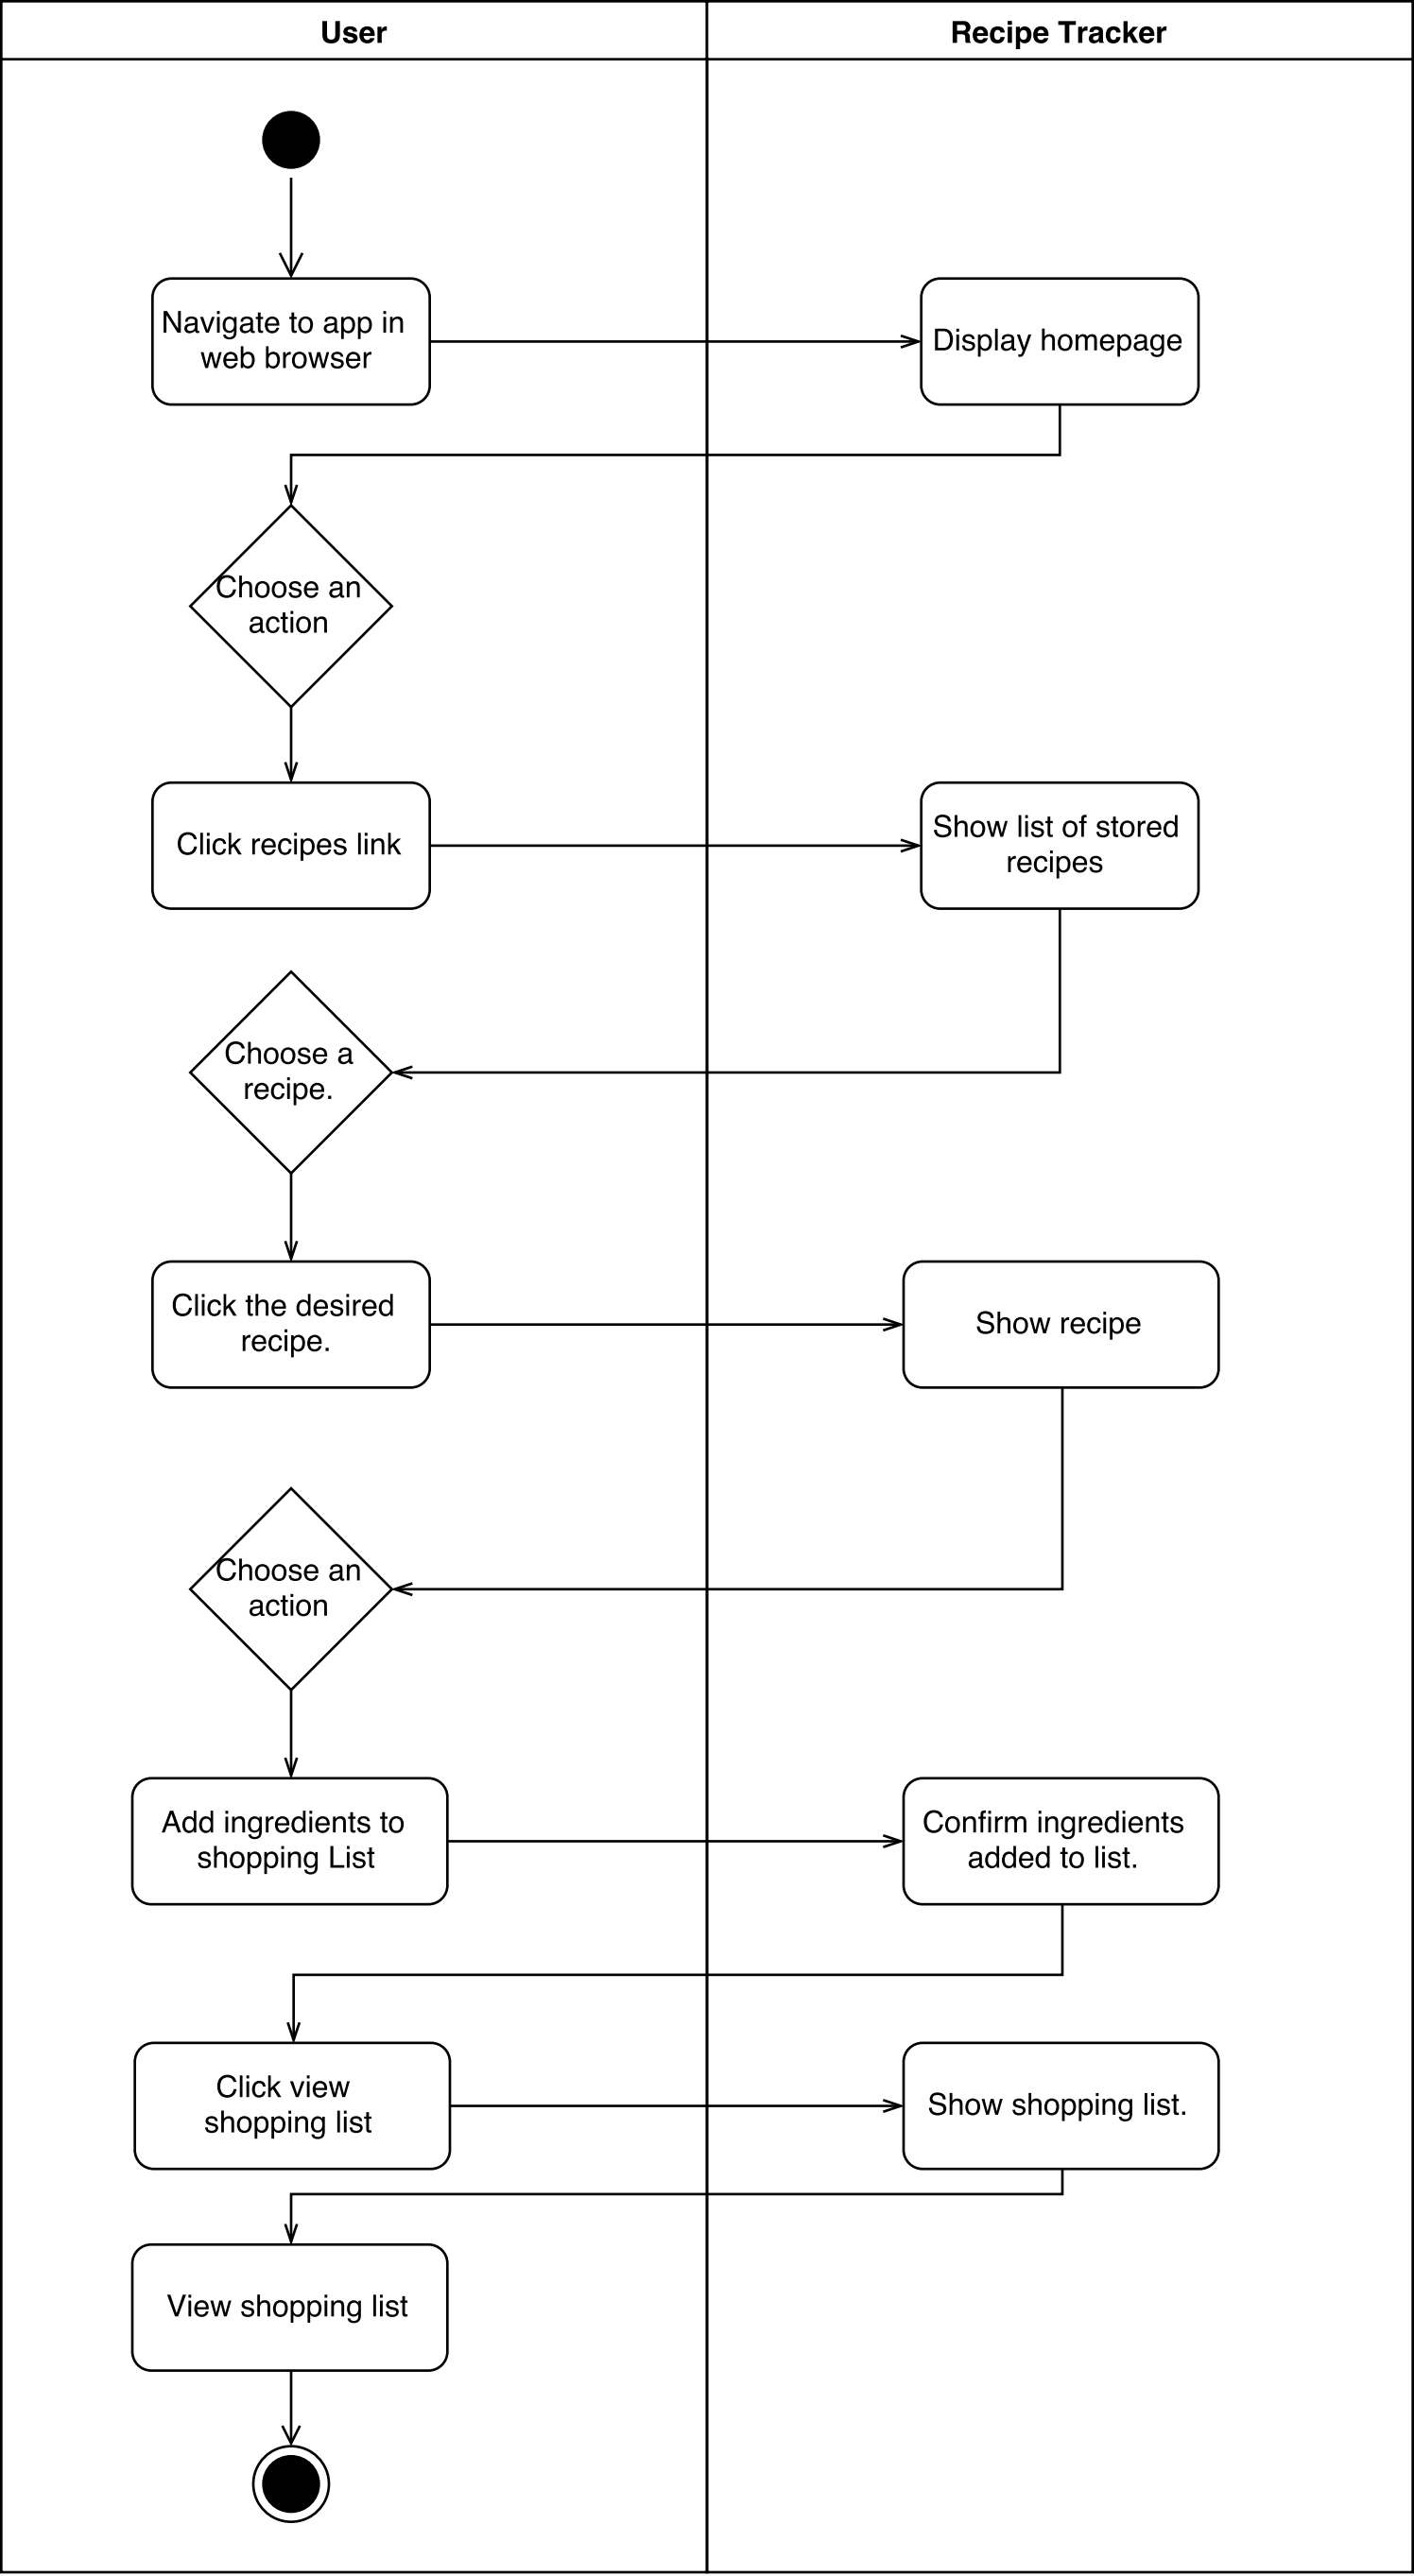 User
Recipe Tracker
Navigate to app in
web browser
Display homepage
Choose an
action
Click recipes link
Show list of stored
recipes
Choose a
recipe.
Click the desired
recipe.
Show recipe
Choose an
action
Add ingredients to
shopping List
Confirm ingredients
added to list.
Click view
shopping list
Show shopping list.
View shopping list